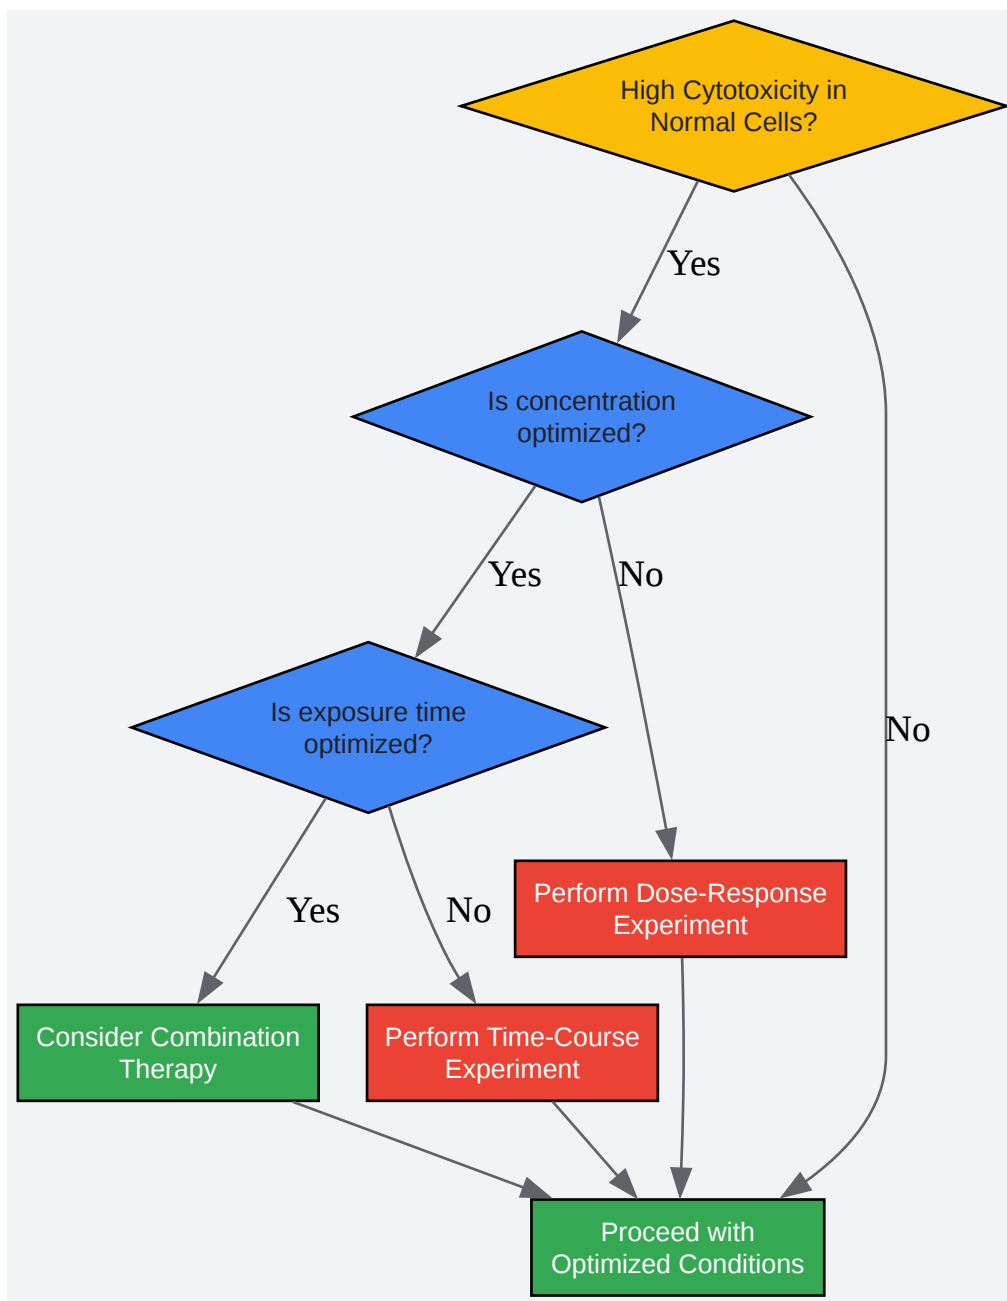 High Cytotoxicity in
Normal Cells?
Yes
Is concentration
optimized?
Yes
No
Is exposure time
optimized?
No
Yes
No
Perform Dose-Response
Experiment
Consider Combination
Therapy
Perform Time-Course
Experiment
Proceed with
Optimized Conditions